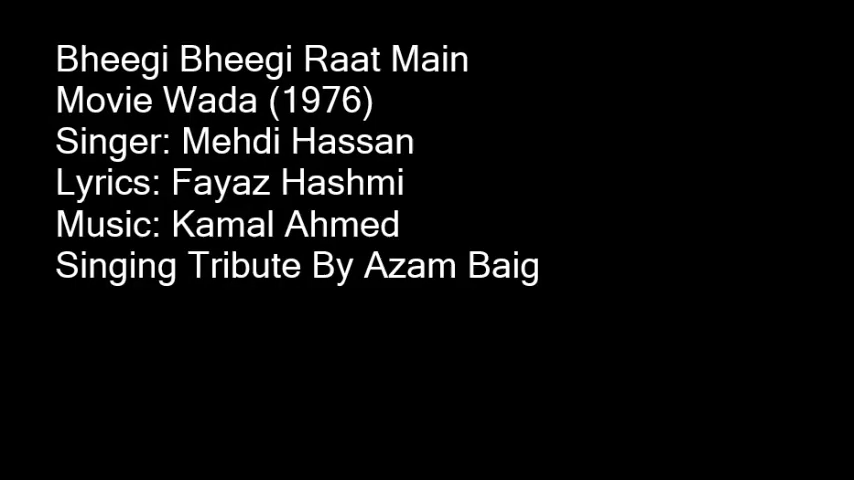 Bheegi Bheegi Raat Main
Movie Wada (1976)
Singer: Mehdi Hassan
Lyrics: Fayaz Hashmi
Music: Kamal Ahmed
Singing Tribute By Azam Baig